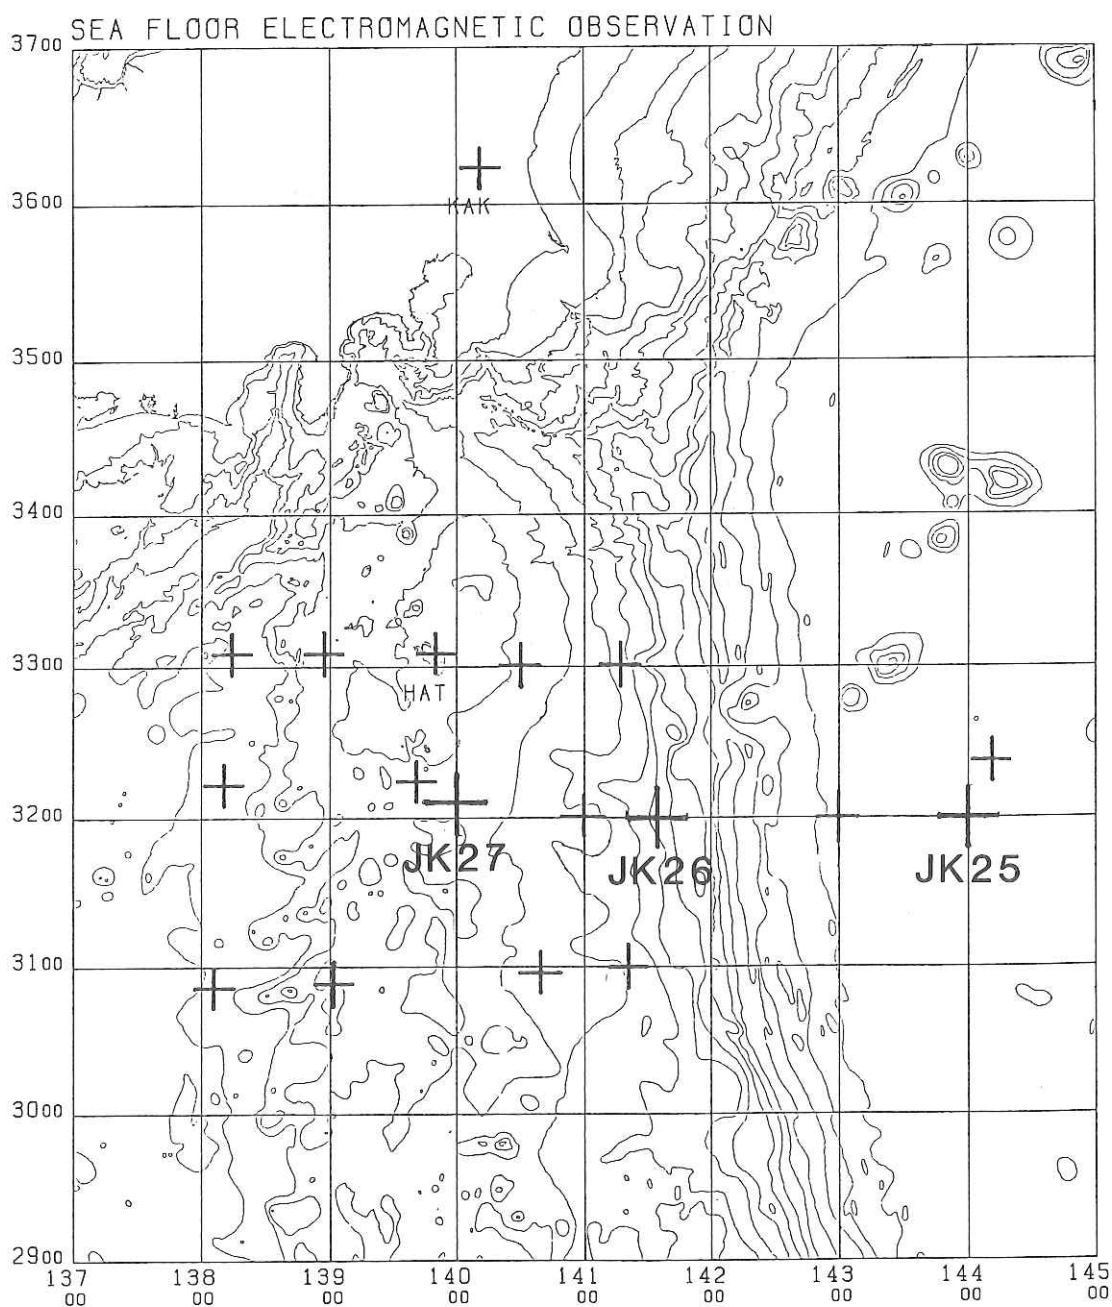 SEA FLOOR ELECTROMAGNETIC OBSERVATION
3700
KAK
3600
3500
3400
3300
HAT
3200
JK27
JK26
JK25
3100
3000
2900
137 138 139 140 141 142 143 144 145
00 00 00 00 00 00 00 00 00